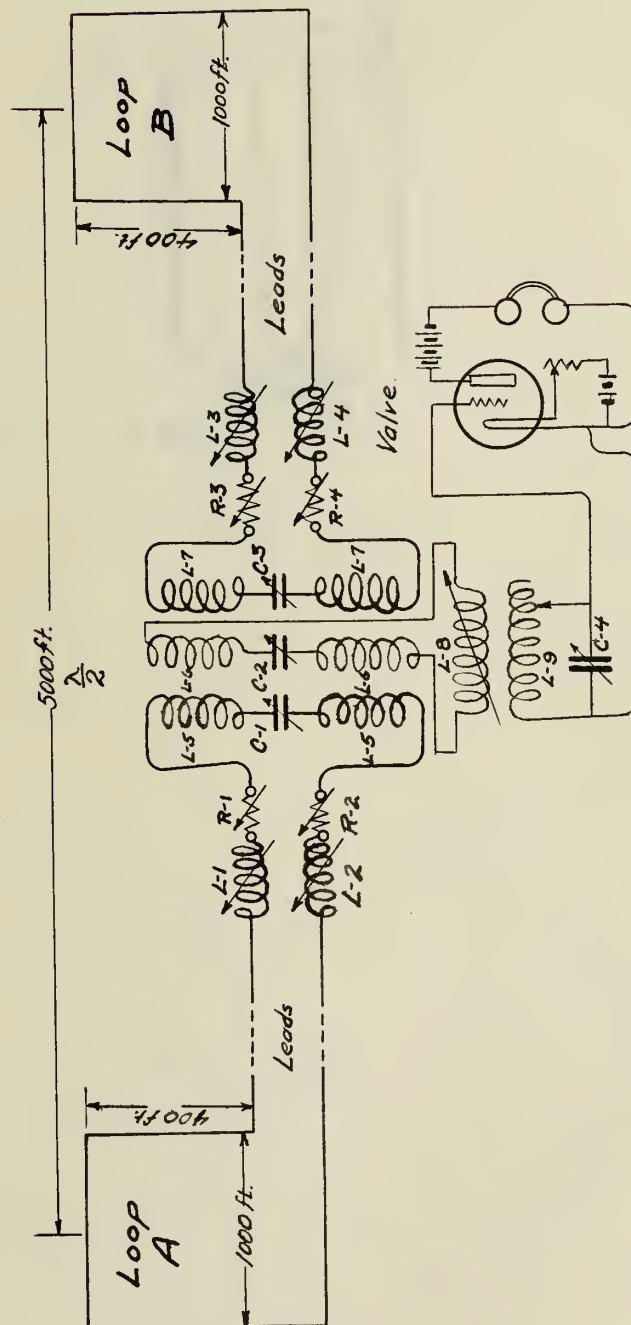 5000 ft.
λ/2
Loop
A
Loop
B
400 ft.
400 ft.
1000 ft.
1000 ft.
Leads
Leads
L-1
R-1
L-2
R-2
L-5
C-1
L-5
L-6
C-2
L-6
L-7
C-3
L-7
R-3
L-3
R-4
L-4
L-8
L-9
C-4
Valve.